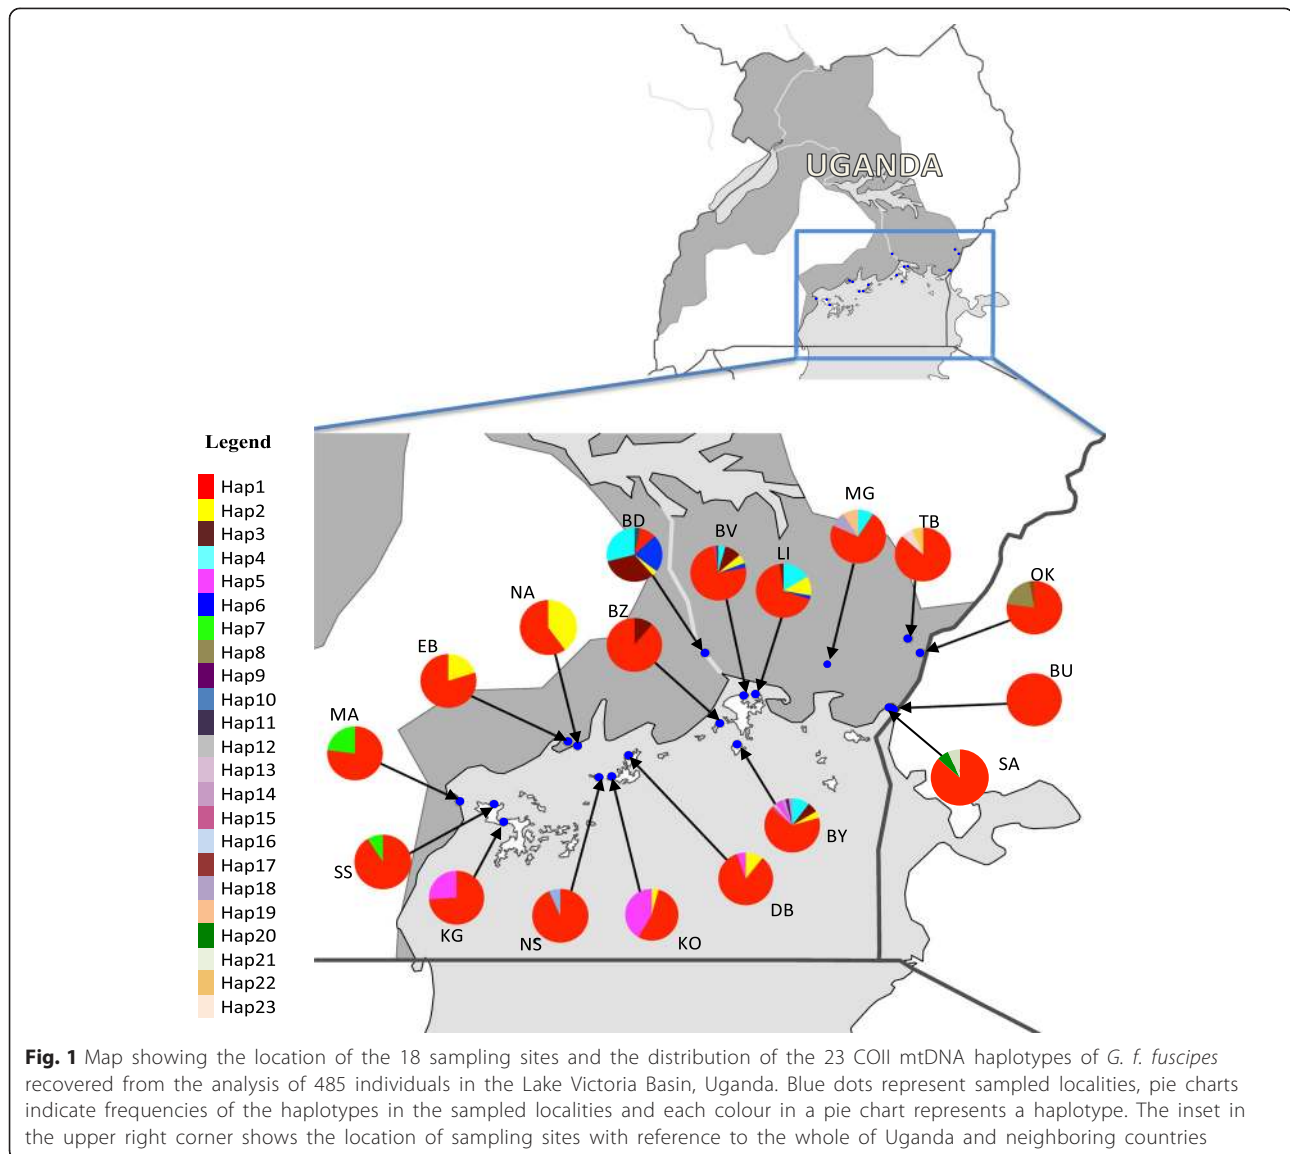 UGANDA
Legend
Hap1
Hap2
Hap3
Hap4
Hap5
Hap6
Hap7
Hap8
Hap9
Hap10
Hap11
Hap12
Hap13
Hap14
Hap15
Hap16
Hap17
Hap18
Hap19
Hap20
Hap21
Hap22
Hap23
MG
BD
BV
TB
LI
OK
NA
BZ
EB
BU
MA
SA
BY
SS
DB
KG
NS
KO
Fig. 1 Map showing the location of the 18 sampling sites and the distribution of the 23 COII mtDNA haplotypes of G. f. fuscipes
recovered from the analysis of 485 individuals in the Lake Victoria Basin, Uganda. Blue dots represent sampled localities, pie charts
indicate frequencies of the haplotypes in the sampled localities and each colour in a pie chart represents a haplotype. The inset in
the upper right corner shows the location of sampling sites with reference to the whole of Uganda and neighboring countries